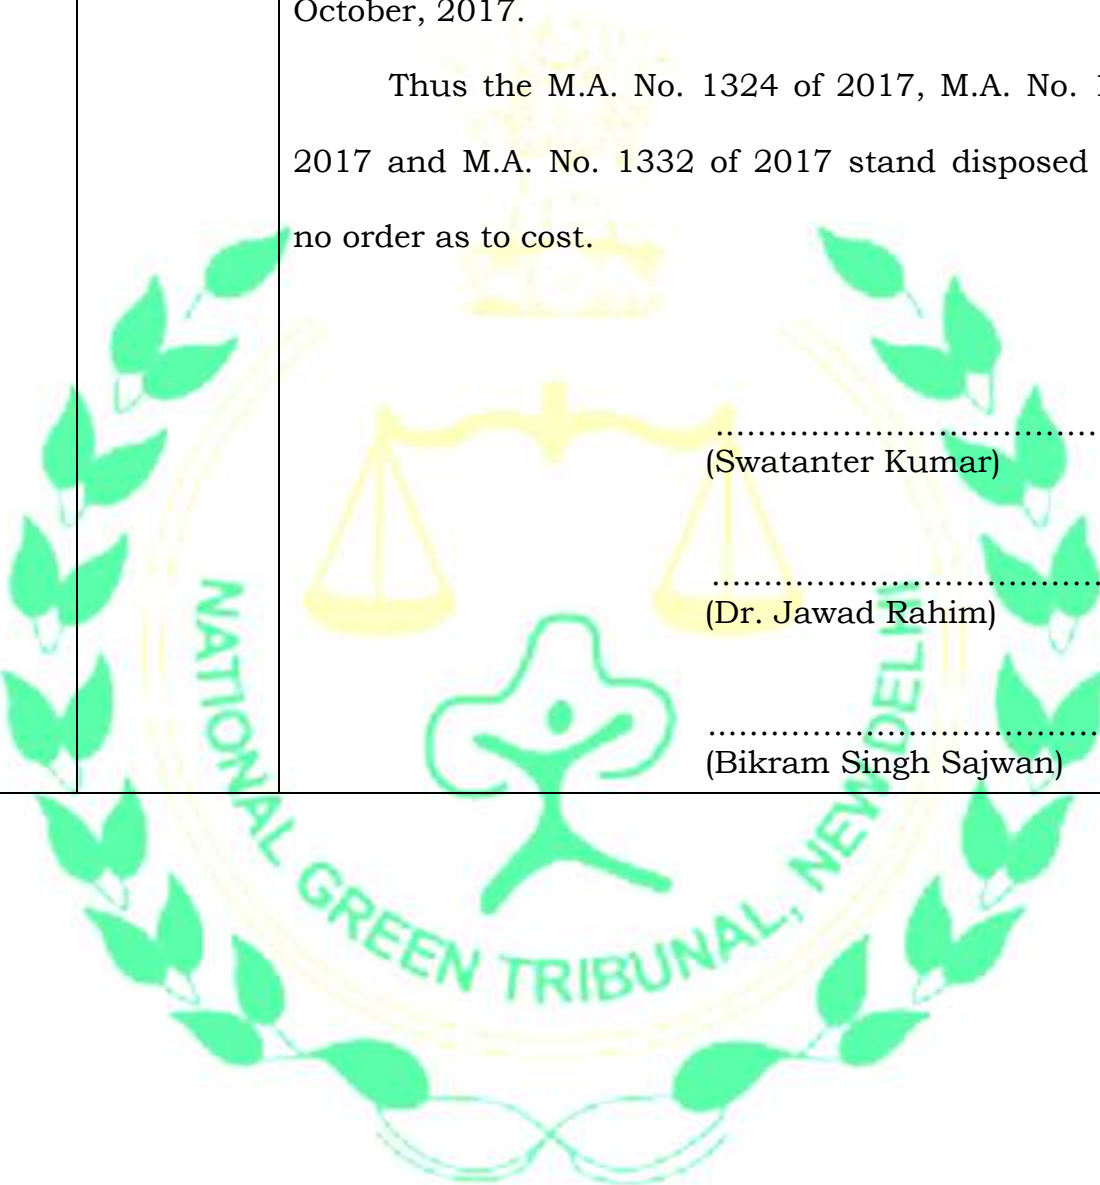 October, 2017.
Thus the M.A. No. 1324 of 2017, M.A. No.
2017 and M.A. No. 1332 of 2017 stand disposed
no order as to cost.
.....................................
(Swatanter Kumar)
.....................................
(Dr. Jawad Rahim)
.....................................
(Bikram Singh Sajwan)
NATIONAL GREEN TRIBUNAL, NEW DELHI